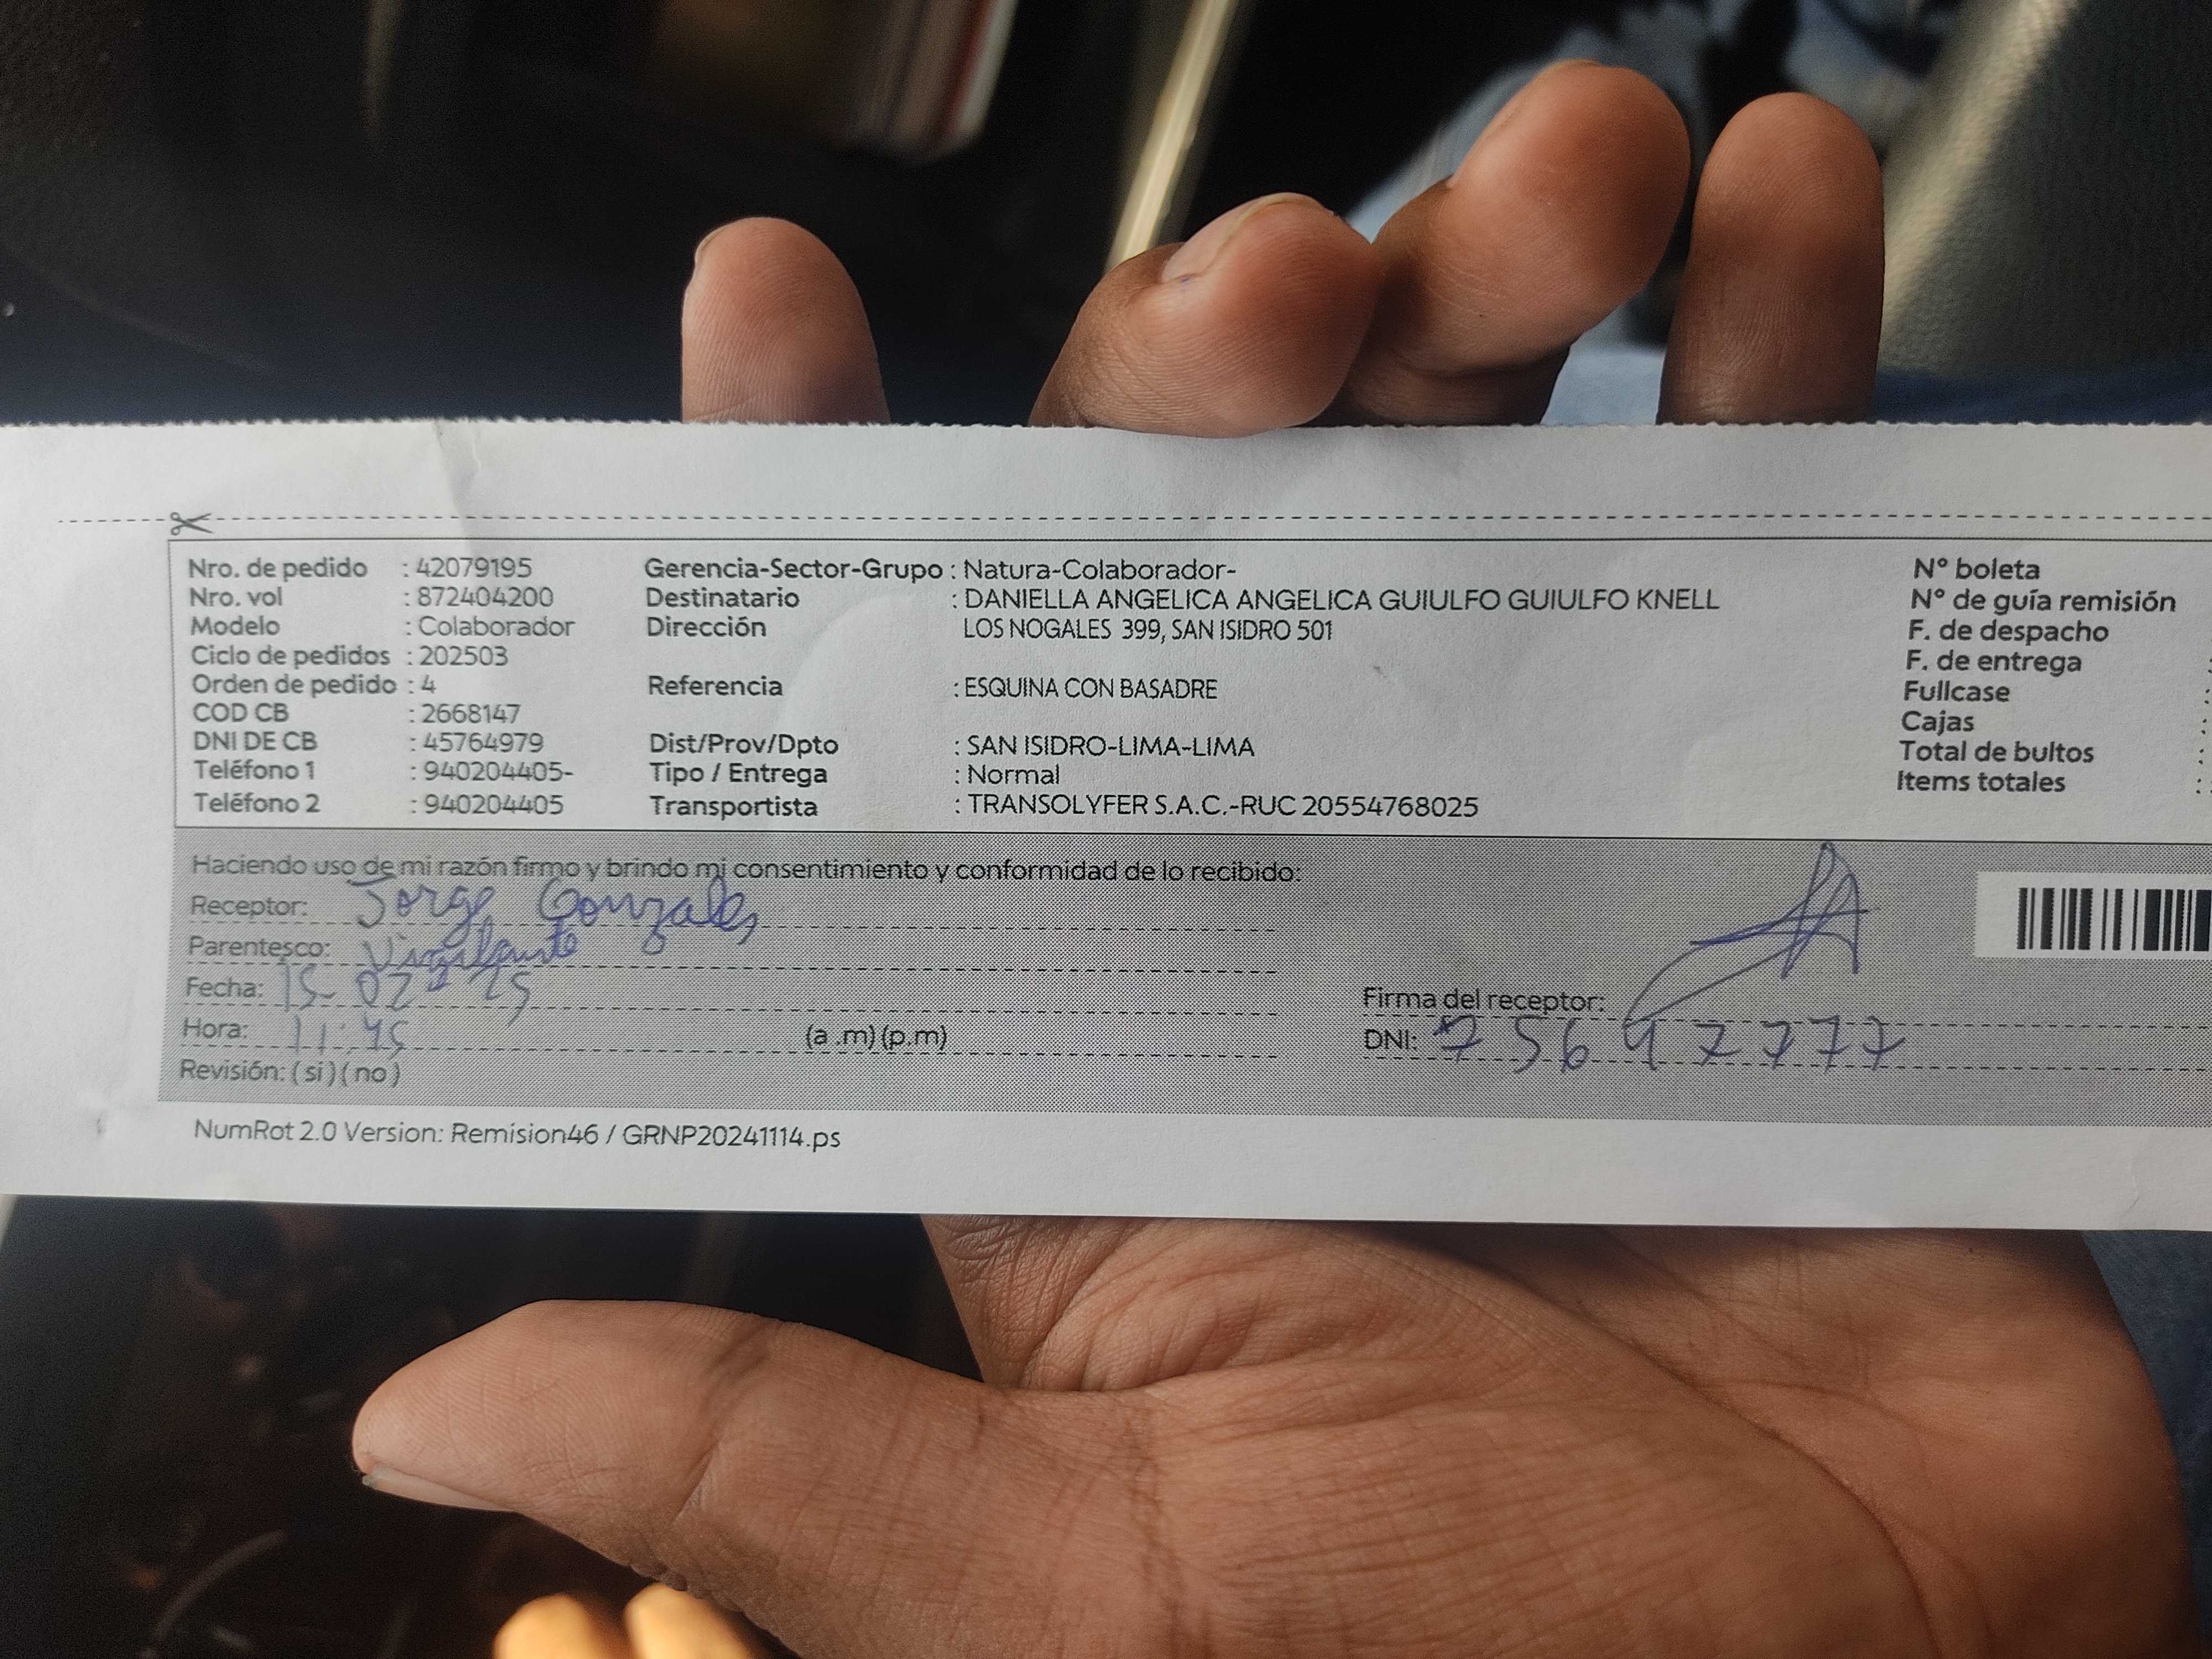 Nro. de pedido : 42079195 Gerencia-Sector-Grupo : Natura-Colaborador- N° boleta
Nro. vol : 872404200 Destinatario : DANIELLA ANGELICA ANGELICA GUIULFO GUIULFO KNELL N° de guía remisión
Modelo : Colaborador Dirección LOS NOGALES 399, SAN ISIDRO 501 F. de despacho
Ciclo de pedidos : 202503 F. de entrega :
Orden de pedido : 4 Referencia : ESQUINA CON BASADRE Fullcase :
COD CB : 2668147 Cajas :
DNI DE CB : 45764979 Dist/Prov/Dpto : SAN ISIDRO-LIMA-LIMA Total de bultos :
Teléfono 1 : 940204405- Tipo / Entrega : Normal Items totales :
Teléfono 2 : 940204405 Transportista : TRANSOLYFER S.A.C.-RUC 20554768025
Haciendo uso de mi razón firmo y brindo mi consentimiento y conformidad de lo recibido:
Receptor: Jorge Gonzales
Parentesco: Vigilante
Fecha: 15-02-25
Firma del receptor:
Hora: 11:45 (a .m) (p.m) DNI: 75697777
Revisión: ( si ) ( no )
NumRot 2.0 Version: Remision46 / GRNP20241114.ps